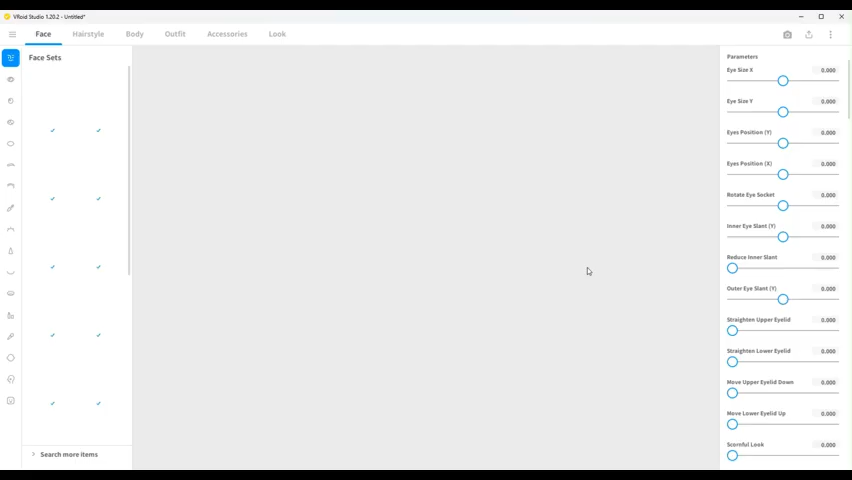 VRoid Studio 1.20.2 - Untitled*
Face
Hairstyle
Body
Outfit
Accessories
Look
Face Sets
Search more items
Parameters
Eye Size X 0.000
Eye Size Y 0.000
Eyes Position (Y) 0.000
Eyes Position (X) 0.000
Rotate Eye Socket 0.000
Inner Eye Slant (Y) 0.000
Reduce Inner Slant 0.000
Outer Eye Slant (Y) 0.000
Straighten Upper Eyelid 0.000
Straighten Lower Eyelid 0.000
Move Upper Eyelid Down 0.000
Move Lower Eyelid Up 0.000
Scornful Look 0.000